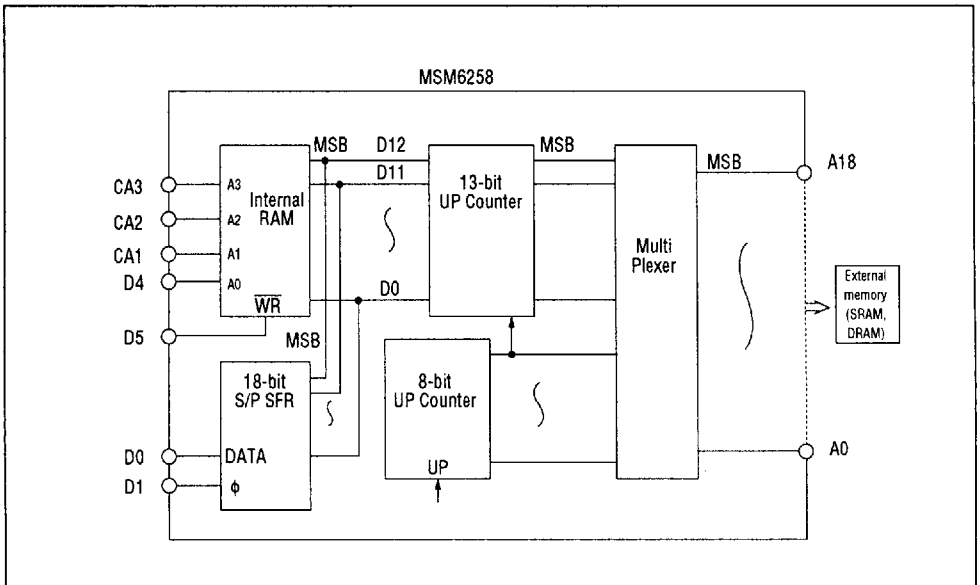 MSM6258
MSB
D12
MSB
D11
MSB
A18
CA3
A3
Internal
RAM
13-bit
UP Counter
CA2
A2
CA1
A1
Multi
Plexer
D4
A0
External
memory
(SRAM,
DRAM)
D0
WR
D5
MSB
18-bit
S/P SFR
8-bit
UP Counter
D0
DATA
UP
A0
D1
ϕ